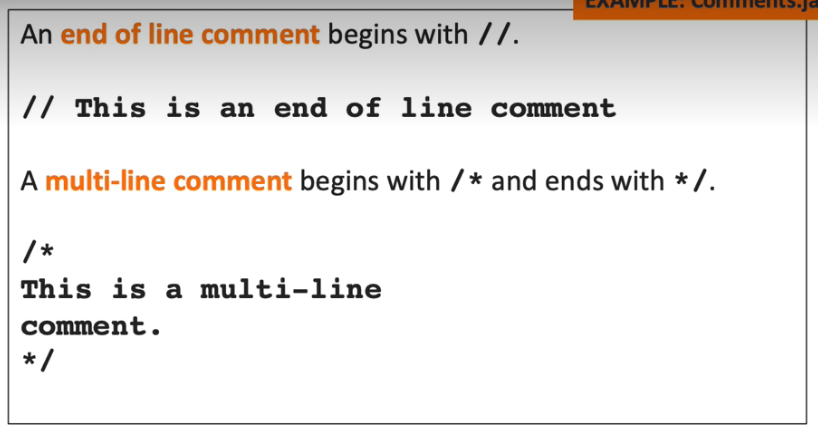 EXAMPLE: Comments.ja
An end of line comment begins with //.
// This is an end of line comment
A multi-line comment begins with /* and ends with */.
/*
This is a multi-line
comment.
*/